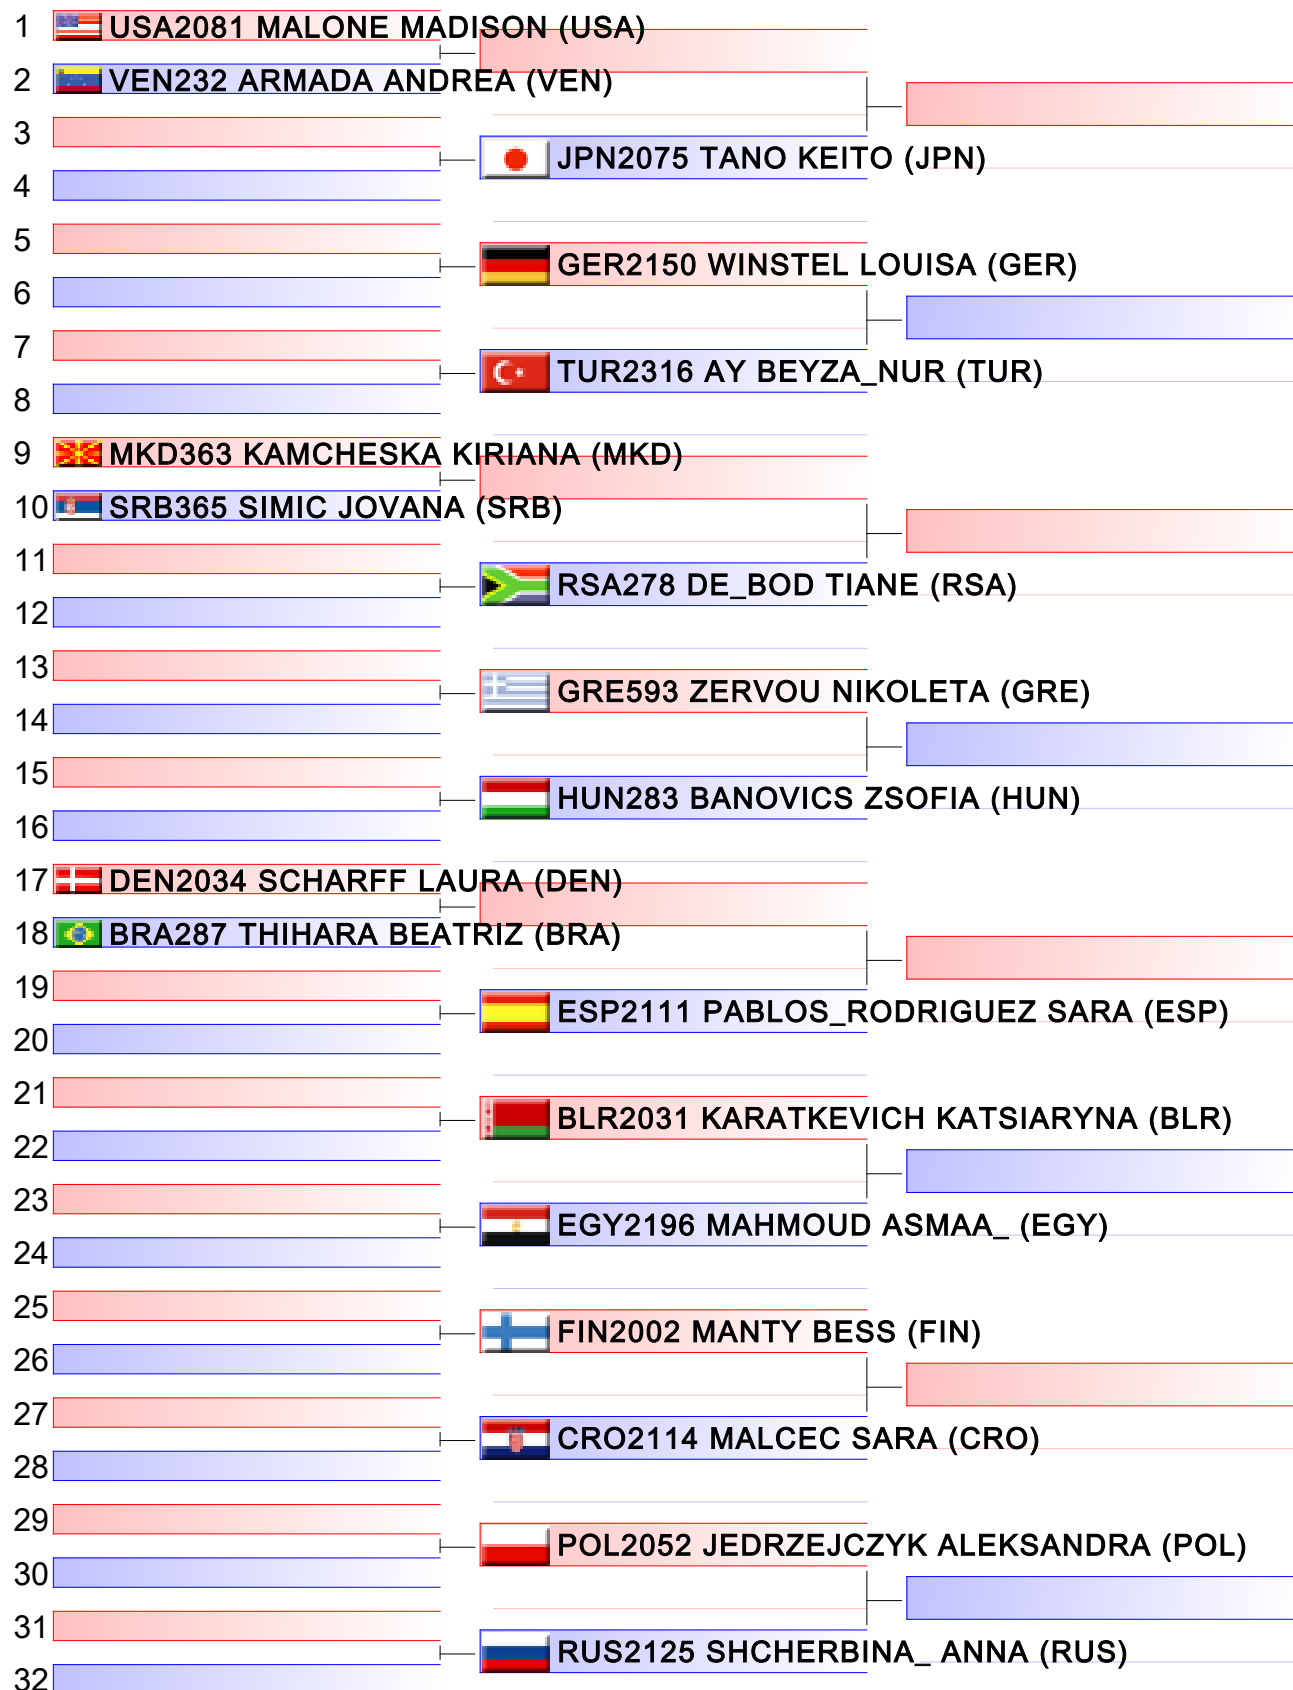 1 USA2081 MALONE MADISON (USA)
2 VEN232 ARMADA ANDREA (VEN)
3
JPN2075 TANO KEITO (JPN)
4
5
GER2150 WINSTEL LOUISA (GER)
6
7
TUR2316 AY BEYZA_NUR (TUR)
8
9 MKD363 KAMCHESKA KIRIANA (MKD)
10 SRB365 SIMIC JOVANA (SRB)
11
RSA278 DE_BOD TIANE (RSA)
12
13
GRE593 ZERVOU NIKOLETA (GRE)
14
15
HUN283 BANOVICS ZSOFIA (HUN)
16
17 DEN2034 SCHARFF LAURA (DEN)
18 BRA287 THIHARA BEATRIZ (BRA)
19
ESP2111 PABLOS_RODRIGUEZ SARA (ESP)
20
21
BLR2031 KARATKEVICH KATSIARYNA (BLR)
22
23
EGY2196 MAHMOUD ASMAA_ (EGY)
24
25
FIN2002 MANTY BESS (FIN)
26
27
CRO2114 MALCEC SARA (CRO)
28
29
POL2052 JEDRZEJCZYK ALEKSANDRA (POL)
30
31
RUS2125 SHCHERBINA_ ANNA (RUS)
32